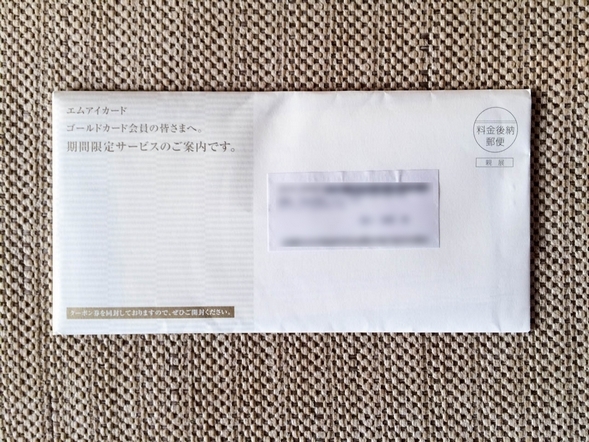 エムアイカード
ゴールドカード会員の皆さまへ。
期間限定サービスのご案内です。
料金後納
郵便
親展
クーポン券を同封しておりますので、ぜひご開封ください。